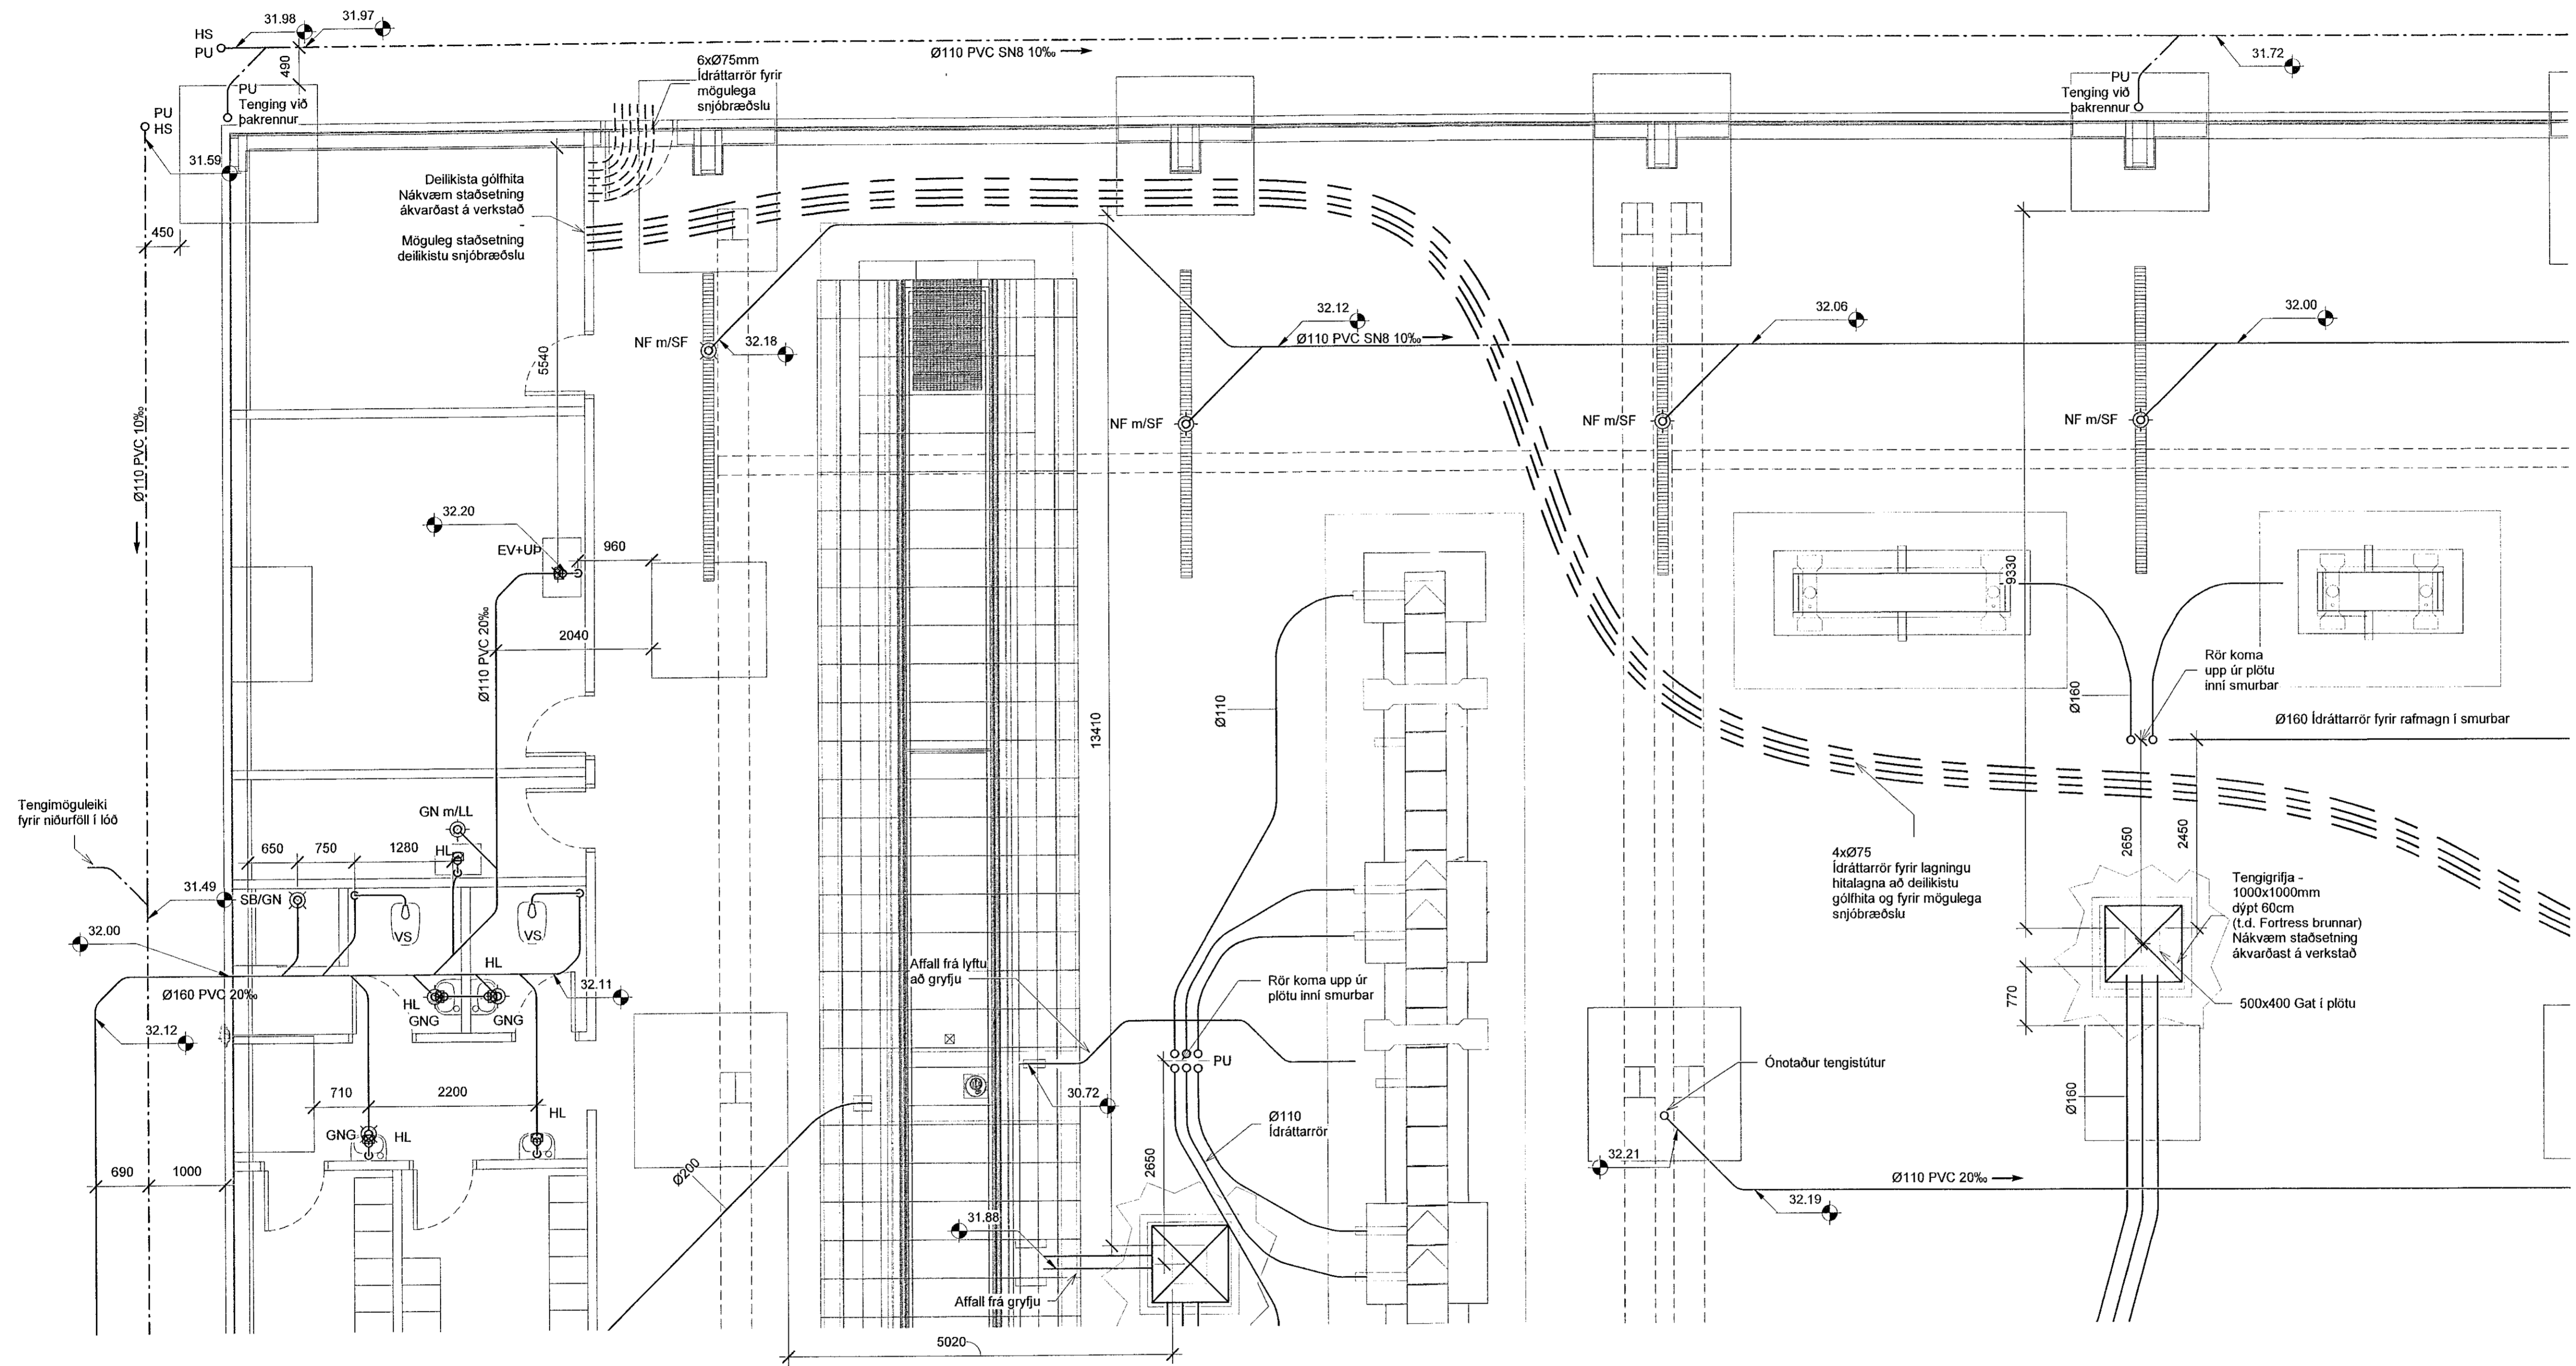 31.98
31.97
HS
PU
490
Ø110 PVC SN8 10‰
31.72
PU
Tenging við
þakrennur
6xØ75mm
Ídráttarrör fyrir
mögulega
snjóbræðslu
PU
Tenging við
þakrennur
PU
HS
31.59
450
Deilikista gólfhita
Nákvæm staðsetning
ákvarðast á verkstað
-
Möguleg staðsetning
deilikistu snjóbræðslu
Ø110 PVC 10‰
5540
NF m/SF
32.18
32.12
Ø110 PVC SN8 10‰
32.06
32.00
NF m/SF
NF m/SF
NF m/SF
32.20
EV+UÞ
960
2040
Ø110 PVC 20‰
9330
13410
Ø110
Ø160
Rör koma
upp úr plötu
inní smurbar
Ø160 Ídráttarrör fyrir rafmagn í smurbar
Tengimöguleiki
fyrir niðurföll í lóð
GN m/LL
HL
650
750
1280
31.49
SB/GN
32.00
VS
VS
HL
Ø160 PVC 20‰
32.11
HL
GNG
GNG
32.12
4xØ75
Ídráttarrör fyrir lagningu
hitalagna að deilikistu
gólfhita og fyrir mögulega
snjóbræðslu
2650
2450
Tengigrifja -
1000x1000mm
dýpt 60cm
(t.d. Fortress brunnar)
Nákvæm staðsetning
ákvarðast á verkstað
500x400 Gat í plötu
770
Affall frá lyftu
að gryfju
Rör koma upp úr
plötu inní smurbar
PU
30.72
Ónotaður tengistútur
710
2200
HL
GNG
HL
690
1000
Ø200
Ø110
Ídráttarrör
2650
Ø160
32.21
Ø110 PVC 20‰
32.19
31.88
Affall frá gryfju
5020